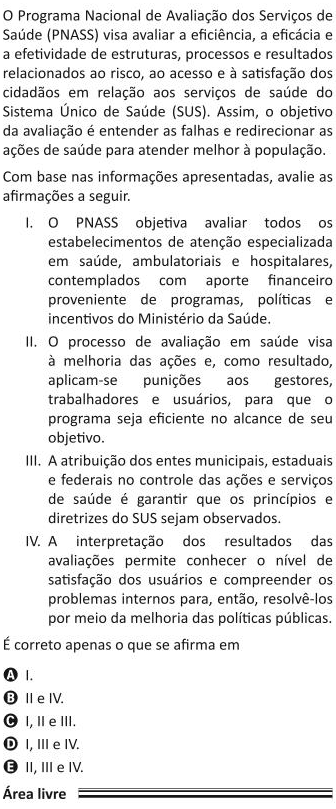 O Programa Nacional de Avaliação dos Serviços de
Saúde (PNASS) visa avaliar a eficiência, a eficácia e
a efetividade de estruturas, processos e resultados
relacionados ao risco, ao acesso e à satisfação dos
cidadãos em relação aos serviços de saúde do
Sistema Único de Saúde (SUS). Assim, o objetivo
da avaliação é entender as falhas e redirecionar as
ações de saúde para atender melhor à população.
Com base nas informações apresentadas, avalie as
afirmações a seguir.
I. O PNASS objetiva avaliar todos os
estabelecimentos de atenção especializada
em saúde, ambulatoriais e hospitalares,
contemplados com aporte financeiro
proveniente de programas, políticas e
incentivos do Ministério da Saúde.
II. O processo de avaliação em saúde visa
à melhoria das ações e, como resultado,
aplicam-se punições aos gestores,
trabalhadores e usuários, para que o
programa seja eficiente no alcance de seu
objetivo.
III. A atribuição dos entes municipais, estaduais
e federais no controle das ações e serviços
de saúde é garantir que os princípios e
diretrizes do SUS sejam observados.
IV. A interpretação dos resultados das
avaliações permite conhecer o nível de
satisfação dos usuários e compreender os
problemas internos para, então, resolvê-los
por meio da melhoria das políticas públicas.
É correto apenas o que se afirma em
A I.
B II e IV.
C I, II e III.
D I, III e IV.
E II, III e IV.
Área livre